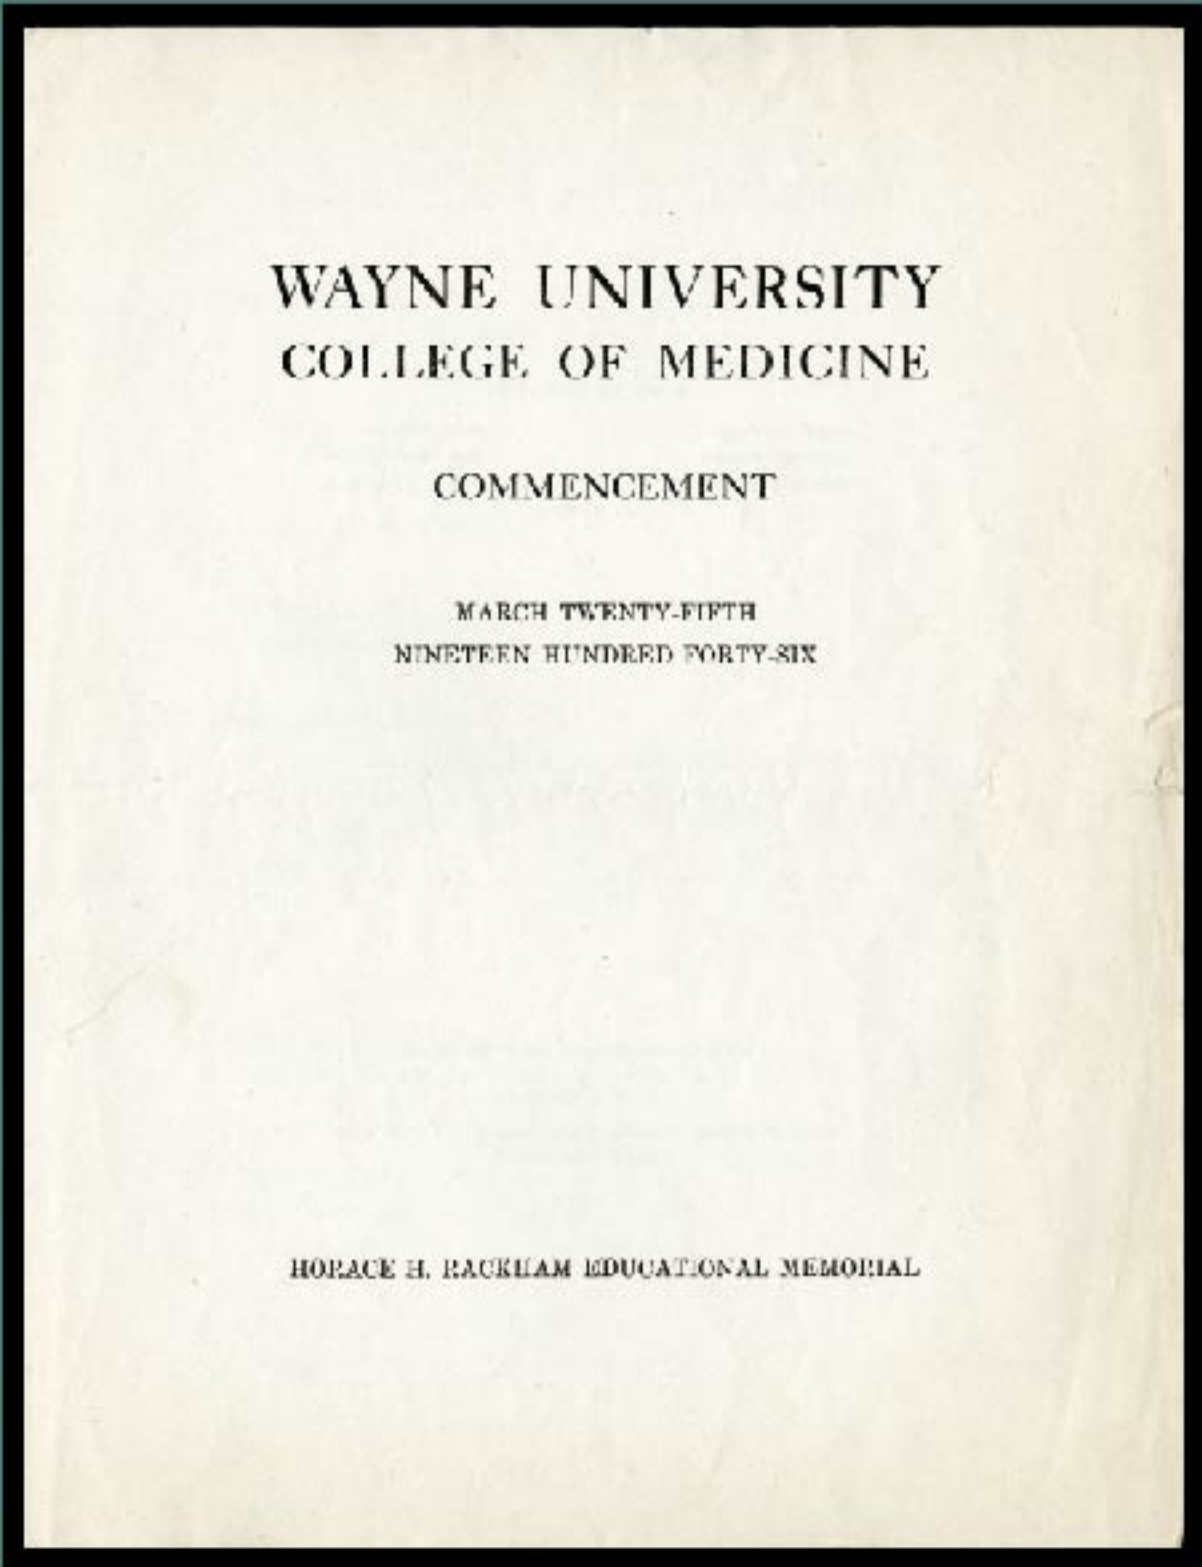 WAYNE UNIVERSITY
COLLEGE OF MEDICINE
COMMENCEMENT
MARCH TWENTY-FIFTH
NINETEEN HUNDRED FORTY-SIX
HORACE H. RACKHAM EDUCATIONAL MEMORIAL